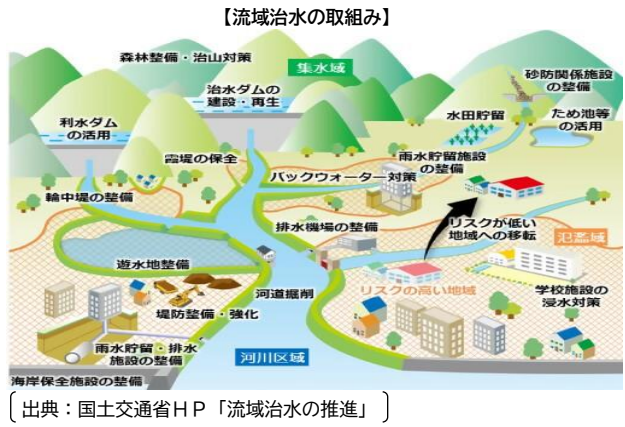 【流域治水の取組み】
森林整備・治山対策
集水域
砂防関係施設
の整備
治水ダムの
建設・再生
利水ダム
の活用
水田貯留
ため池等
の活用
霞堤の保全
雨水貯留施設
の整備
バックウォーター対策
輪中堤の整備
排水機場の整備
リスクが低い
地域への移転
氾濫域
遊水地整備
リスクの高い地域
学校施設の
浸水対策
河道掘削
堤防整備・強化
雨水貯留・排水
施設の整備
河川区域
海岸保全施設の整備
出典：国土交通省ＨＰ「流域治水の推進」